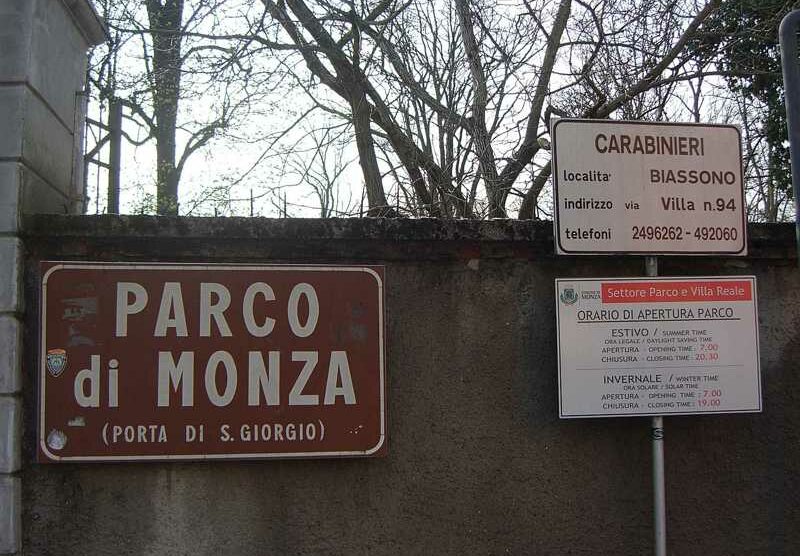 PARCO
di MONZA
(PORTA DI S. GIORGIO)
CARABINIERI
localita' BIASSONO
indirizzo via Villa n.94
telefoni 2496262 - 492060
MONZA Settore Parco e Villa Reale
ORARIO DI APERTURA PARCO
ESTIVO / SUMMER TIME
ORA LEGALE / DAYLIGHT SAVING TIME
APERTURA - OPENING TIME : 7.00
CHIUSURA - CLOSING TIME : 20.30
INVERNALE / WINTER TIME
ORA SOLARE / SOLAR TIME
APERTURA - OPENING TIME : 7.00
CHIUSURA - CLOSING TIME : 19.00